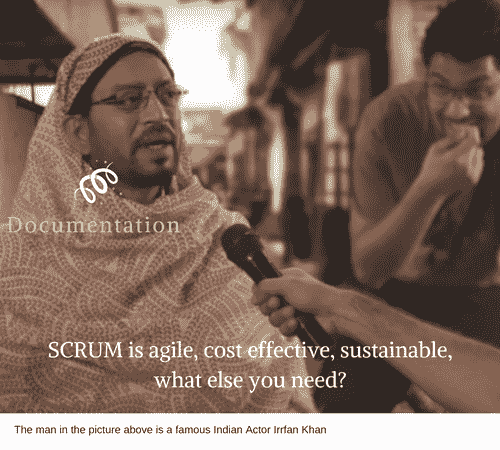 Documentation
SCRUM is agile, cost effective, sustainable,
what else you need?
The man in the picture above is a famous Indian Actor Irrfan Khan